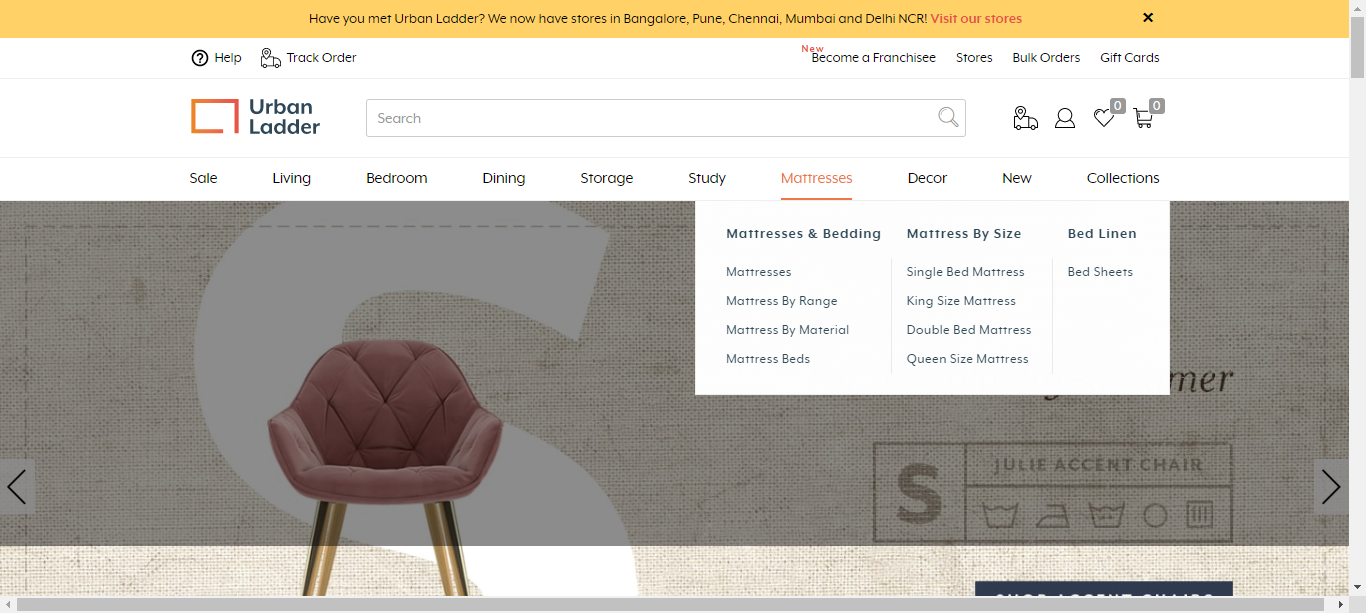 Have you met Urban Ladder? We now have stores in Bangalore, Pune, Chennai, Mumbai and Delhi NCR! Visit our stores
Help
Track Order
New
Become a Franchisee
Stores
Bulk Orders
Gift Cards
Urban
Ladder
Search
0
0
Sale
Living
Bedroom
Dining
Storage
Study
Mattresses
Decor
New
Collections
Mattresses & Bedding
Mattresses
Mattress By Range
Mattress By Material
Mattress Beds
Mattress By Size
Single Bed Mattress
King Size Mattress
Double Bed Mattress
Queen Size Mattress
Bed Linen
Bed Sheets
S
JULIE ACCENT CHAIR
S
SHOP ACCENT CHAIRS